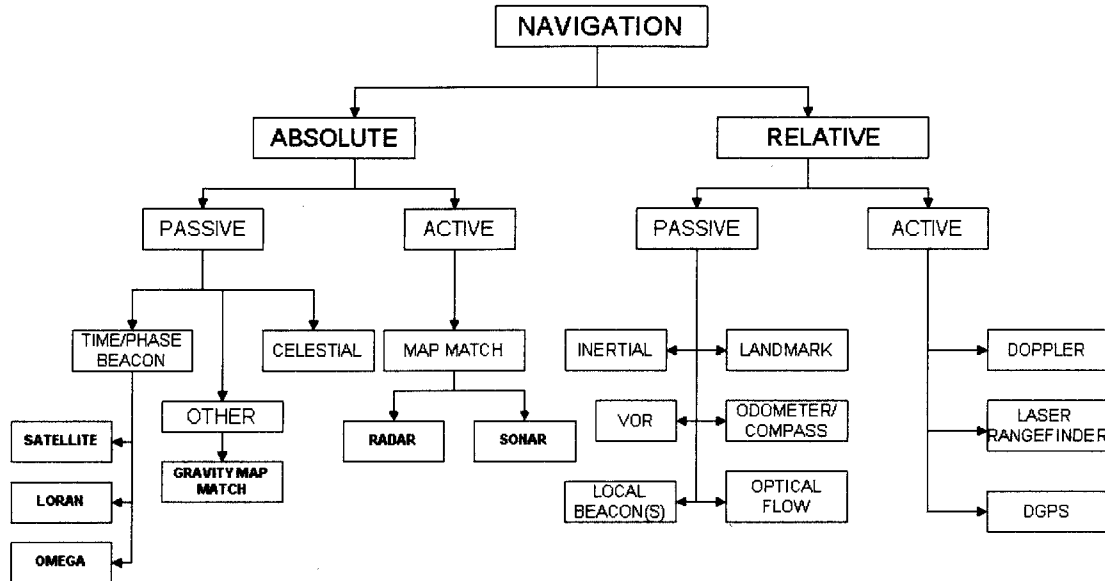 NAVIGATION
ABSOLUTE
RELATIVE
PASSIVE
ACTIVE
PASSIVE
ACTIVE
TIME/PHASE
BEACON
CELESTIAL
MAP MATCH
INERTIAL
LANDMARK
DOPPLER
OTHER
RADAR
SONAR
VOR
ODOMETER/
COMPASS
LASER
RANGEFINDER
SATELLITE
GRAVITY MAP
MATCH
LORAN
LOCAL
BEACON(S)
OPTICAL
FLOW
DGPS
OMEGA